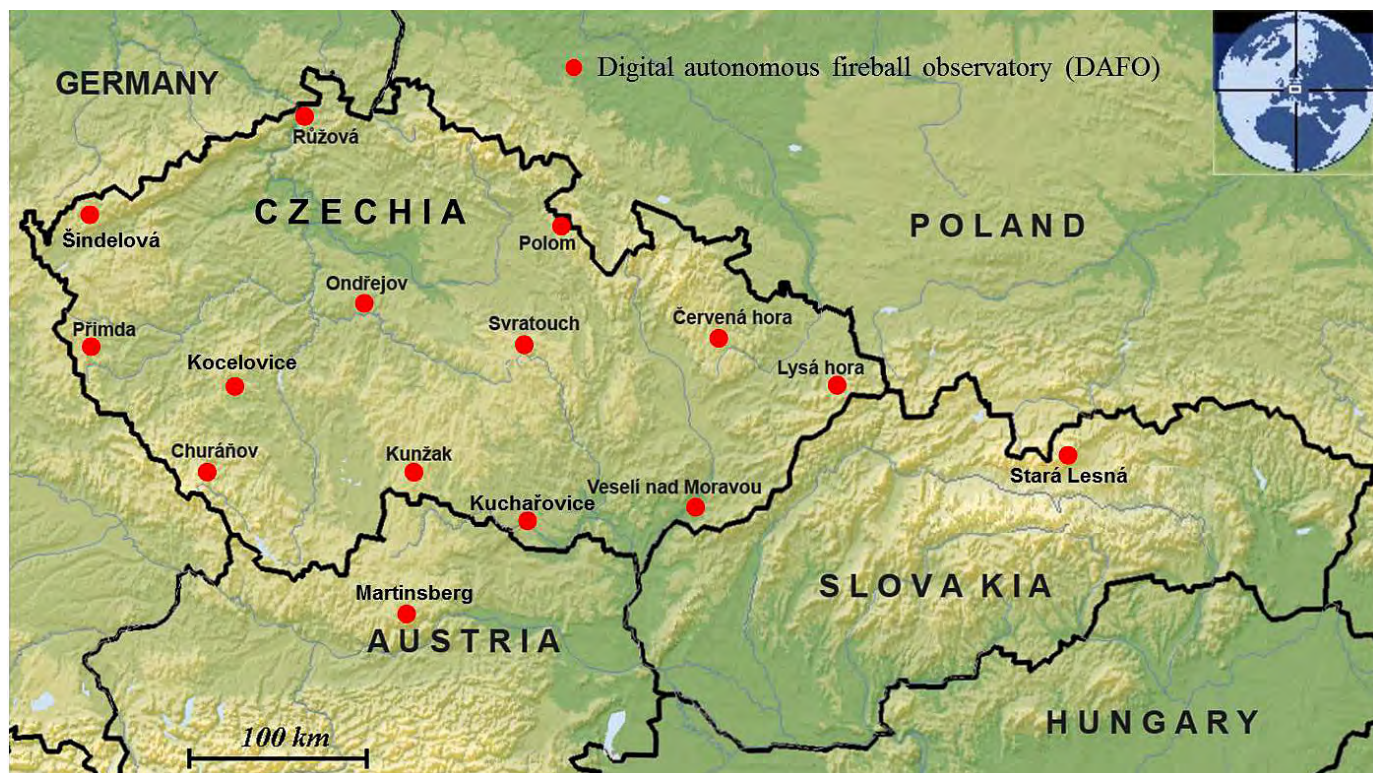 Digital autonomous fireball observatory (DAFO)
GERMANY
Růžová
CZECHIA
POLAND
Šindelová
Polom
Ondřejov
Přimda
Svratouch
Červená hora
Kocelovice
Lysá hora
Churáňov
Kunžak
Stará Lesná
Kuchařovice
Veselí nad Moravou
SLOVAKIA
Martinsberg
AUSTRIA
HUNGARY
100 km